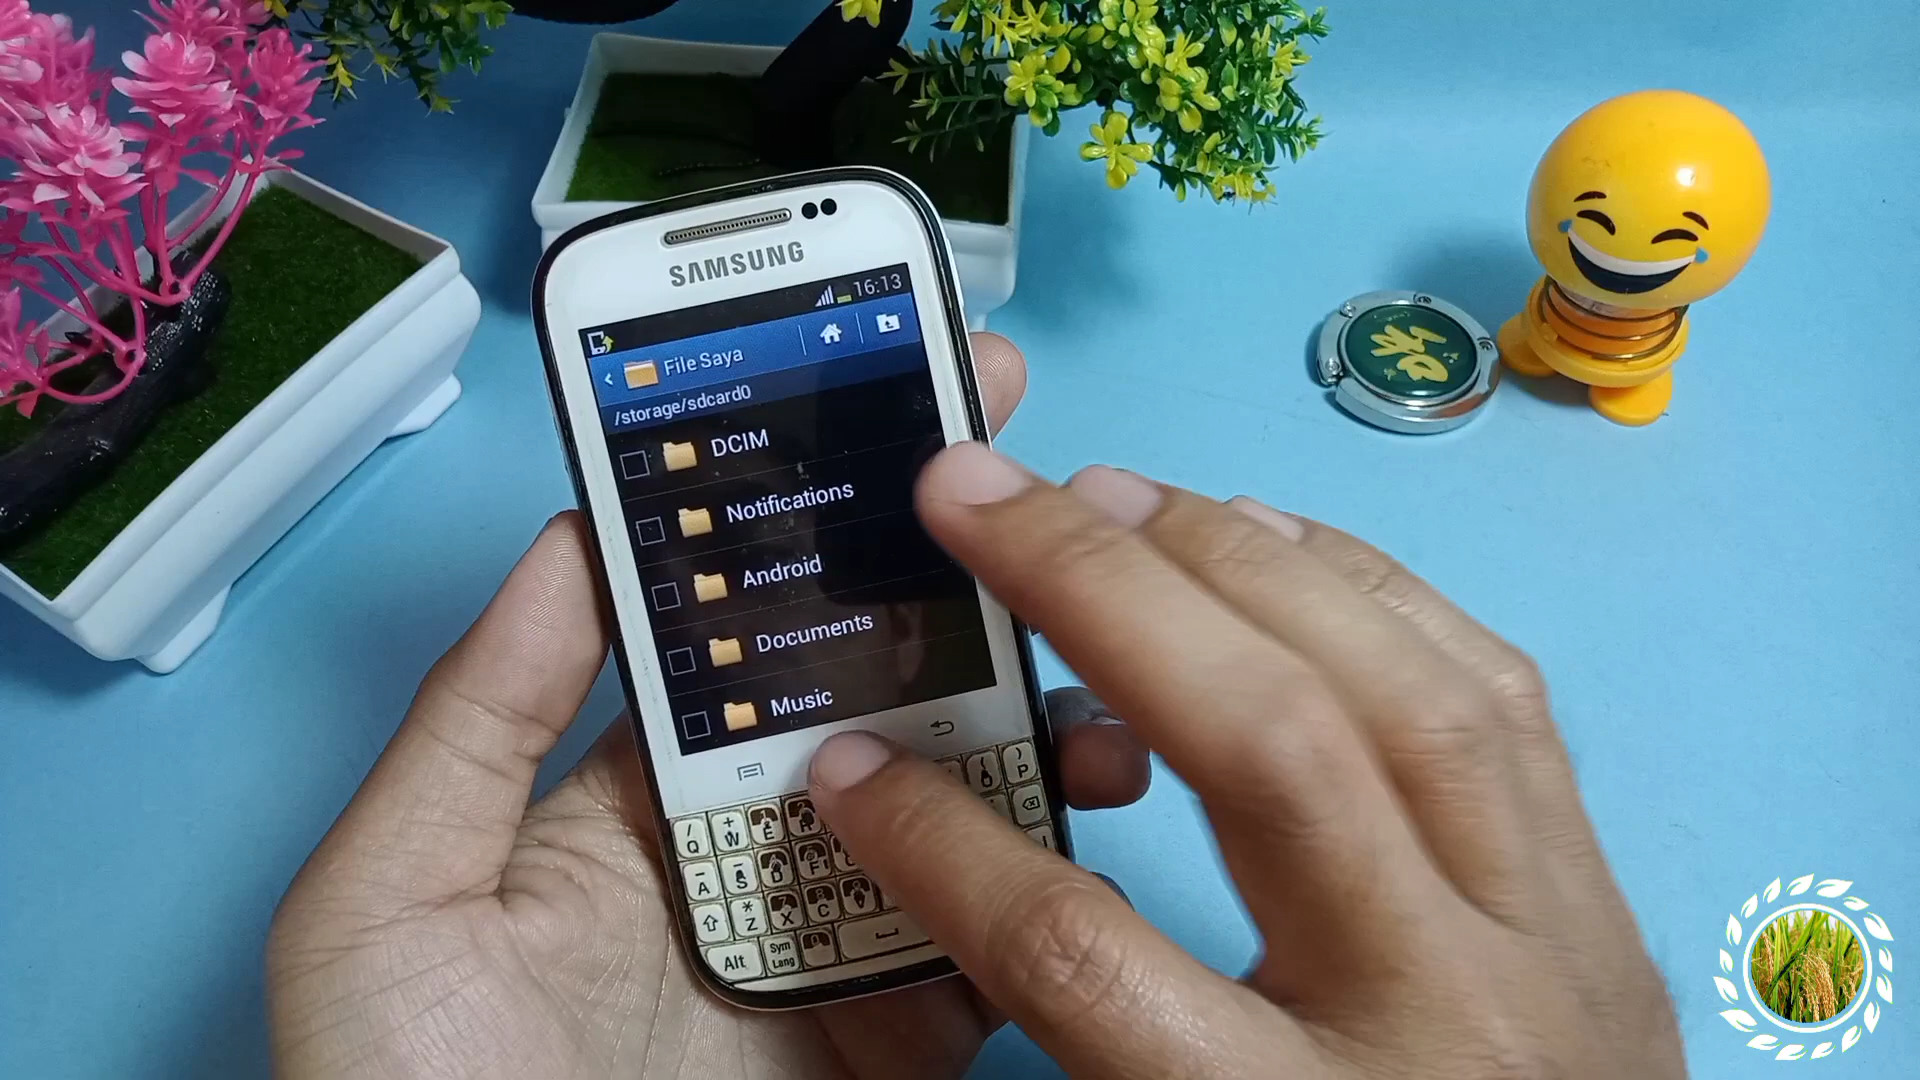 SAMSUNG
16:13
File Saya
/storage/sdcard0
DCIM
Notifications
Android
Documents
Music
) P
/ Q
+ W
E
R
A
S
D
F
* Z
X
C
Alt
Sym Lang